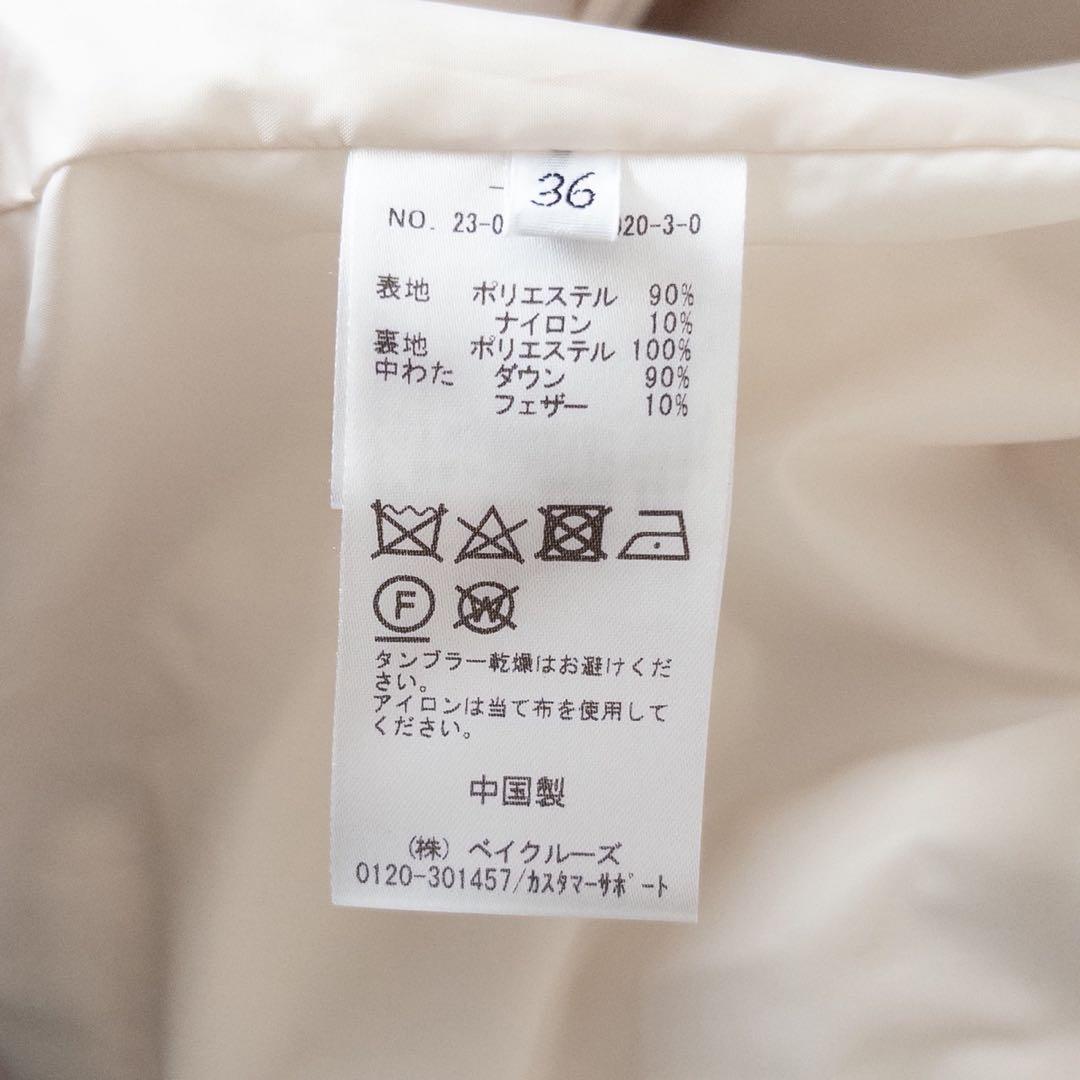 36
NO. 23-0 020-3-0
表地 ポリエステル 90%
ナイロン 10%
裏地 ポリエステル 100%
中わた ダウン 90%
フェザー 10%
F W
タンブラー乾燥はお避けくだ
さい。
アイロンは当て布を使用して
ください。
中国製
(株) ベイクルーズ
0120-301457/カスタマーサポート